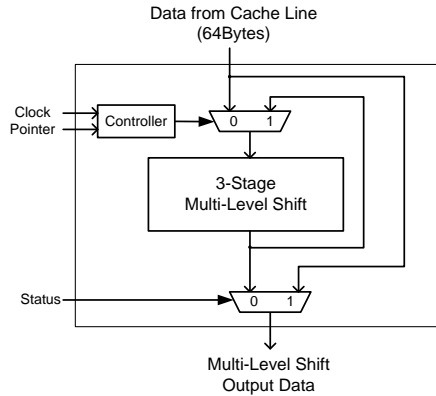 Data from Cache Line
(64Bytes)
Clock
Pointer
Controller
0 1
3-Stage
Multi-Level Shift
Status
0 1
Multi-Level Shift
Output Data